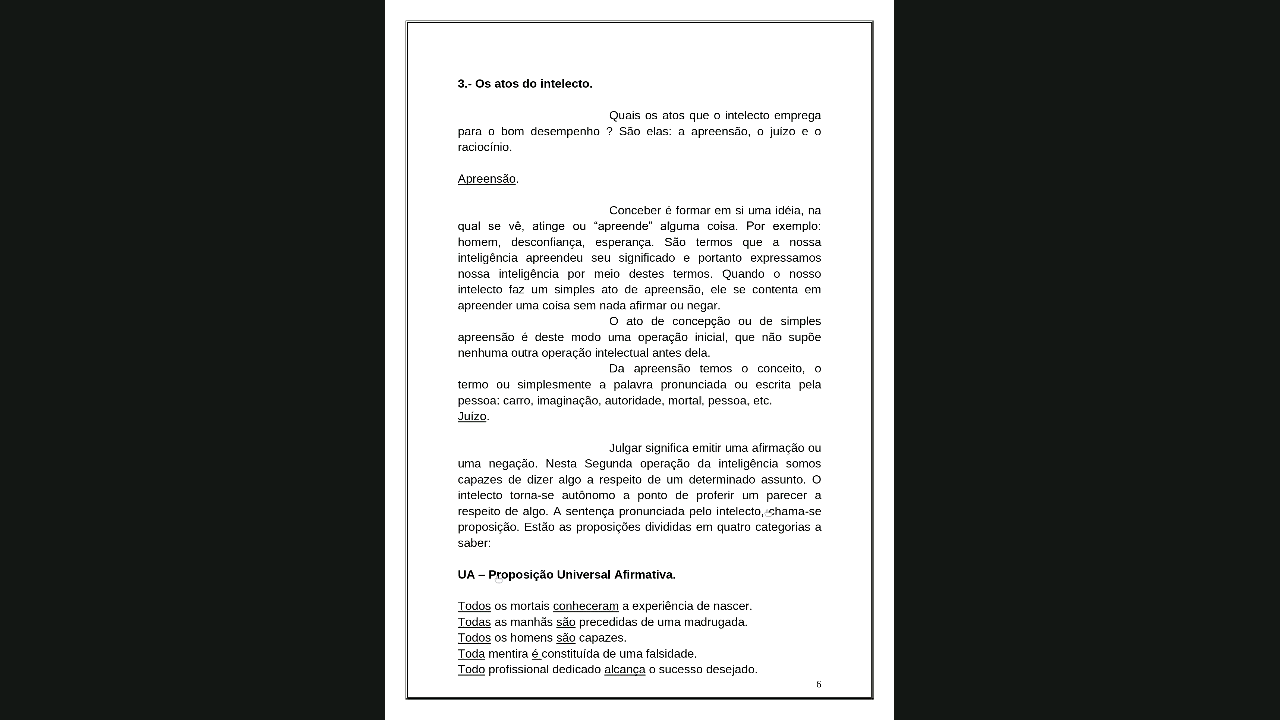 3.- Os atos do intelecto.
Quais os atos que o intelecto emprega
para o bom desempenho ? São elas: a apreensão, o juízo e o
raciocínio.
Apreensão.
Conceber é formar em si uma idéia, na
qual se vê, atinge ou “apreende” alguma coisa. Por exemplo:
homem, desconfiança, esperança. São termos que a nossa
inteligência apreendeu seu significado e portanto expressamos
nossa inteligência por meio destes termos. Quando o nosso
intelecto faz um simples ato de apreensão, ele se contenta em
apreender uma coisa sem nada afirmar ou negar.
O ato de concepção ou de simples
apreensão é deste modo uma operação inicial, que não supõe
nenhuma outra operação intelectual antes dela.
Da apreensão temos o conceito, o
termo ou simplesmente a palavra pronunciada ou escrita pela
pessoa: carro, imaginação, autoridade, mortal, pessoa, etc.
Juízo.
Julgar significa emitir uma afirmação ou
uma negação. Nesta Segunda operação da inteligência somos
capazes de dizer algo a respeito de um determinado assunto. O
intelecto torna-se autônomo a ponto de proferir um parecer a
respeito de algo. A sentença pronunciada pelo intelecto, chama-se
proposição. Estão as proposições divididas em quatro categorias a
saber:
UA – Proposição Universal Afirmativa.
Todos os mortais conheceram a experiência de nascer.
Todas as manhãs são precedidas de uma madrugada.
Todos os homens são capazes.
Toda mentira é constituída de uma falsidade.
Todo profissional dedicado alcança o sucesso desejado.
6